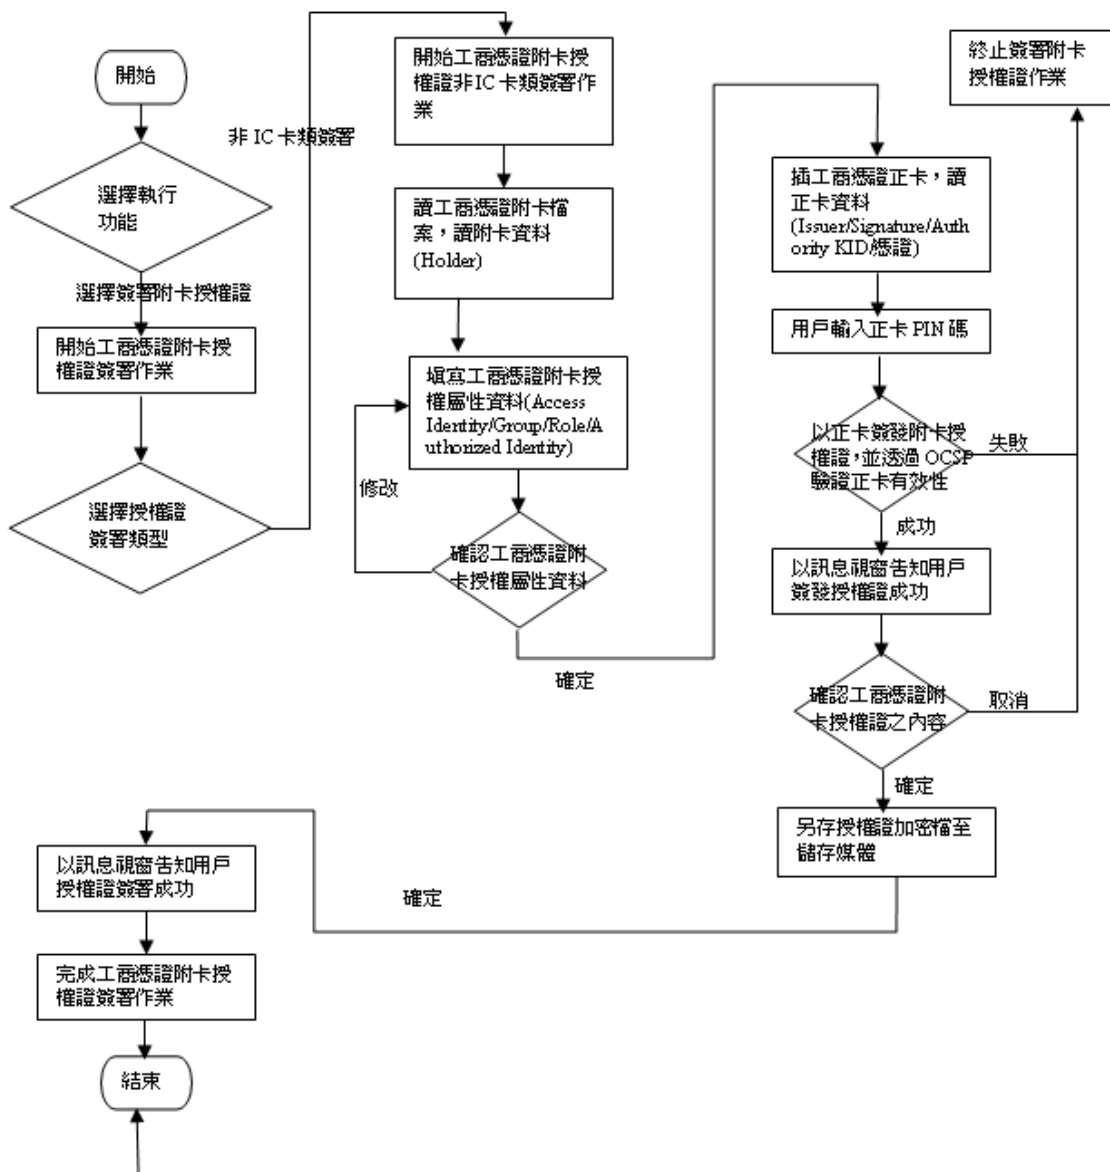 開始
選擇執行
功能
選擇簽署附卡授權證
開始工商憑證附卡授
權證簽署作業
選擇授權證
簽署類型
非 IC 卡類簽署
開始工商憑證附卡授
權證非 IC 卡類簽署作
業
讀工商憑證附卡檔
案，讀附卡資料
(Holder)
填寫工商憑證附卡授
權屬性資料(Access
Identity/Group/Role/A
uthorized Identity)
修改
確認工商憑證附
卡授權屬性資料
確定
插工商憑證正卡，讀
正卡資料
(Issuer/Signature/Auth
ority KID/憑證)
用戶輸入正卡 PIN 碼
以正卡簽發附卡授
權證，並透過 OCSP
驗證正卡有效性
失敗
成功
終止簽署附卡
授權證作業
以訊息視窗告知用戶
簽發授權證成功
確認工商憑證附
卡授權證之內容
取消
確定
另存授權證加密檔至
儲存媒體
確定
以訊息視窗告知用戶
授權證簽署成功
完成工商憑證附卡授
權證簽署作業
結束